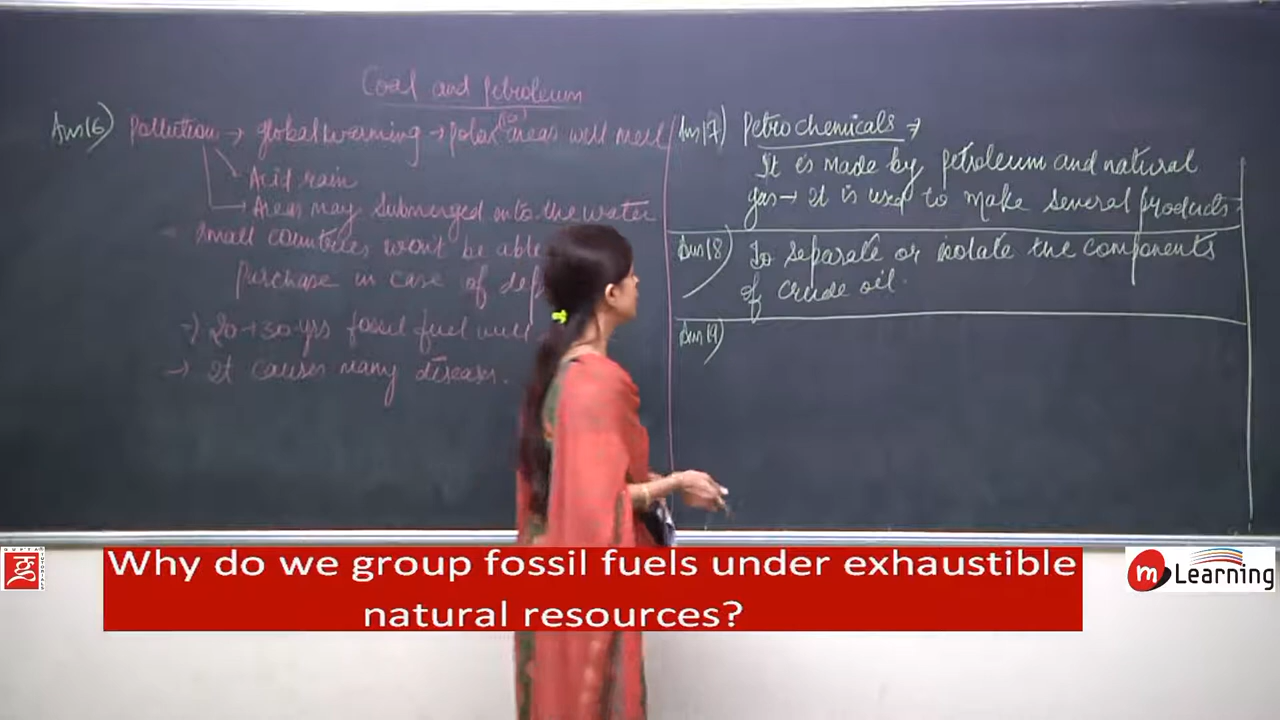 Coal and petroleum
Ans16) Pollution → global warming → polar areas will melt
(ice)
Acid rain
→ Areas may submerged into the water
Small countries won't be able
purchase in case of
→ 20 → 30 yrs fossil fuel will
→ It causes many diseases.
Ans17) Petrochemicals →
It is made by petroleum and natural
gas → It is used to make several products.
Ans18) To separate or isolate the components
of crude oil.
Ans19)
Why do we group fossil fuels under exhaustible
natural resources?
m Learning